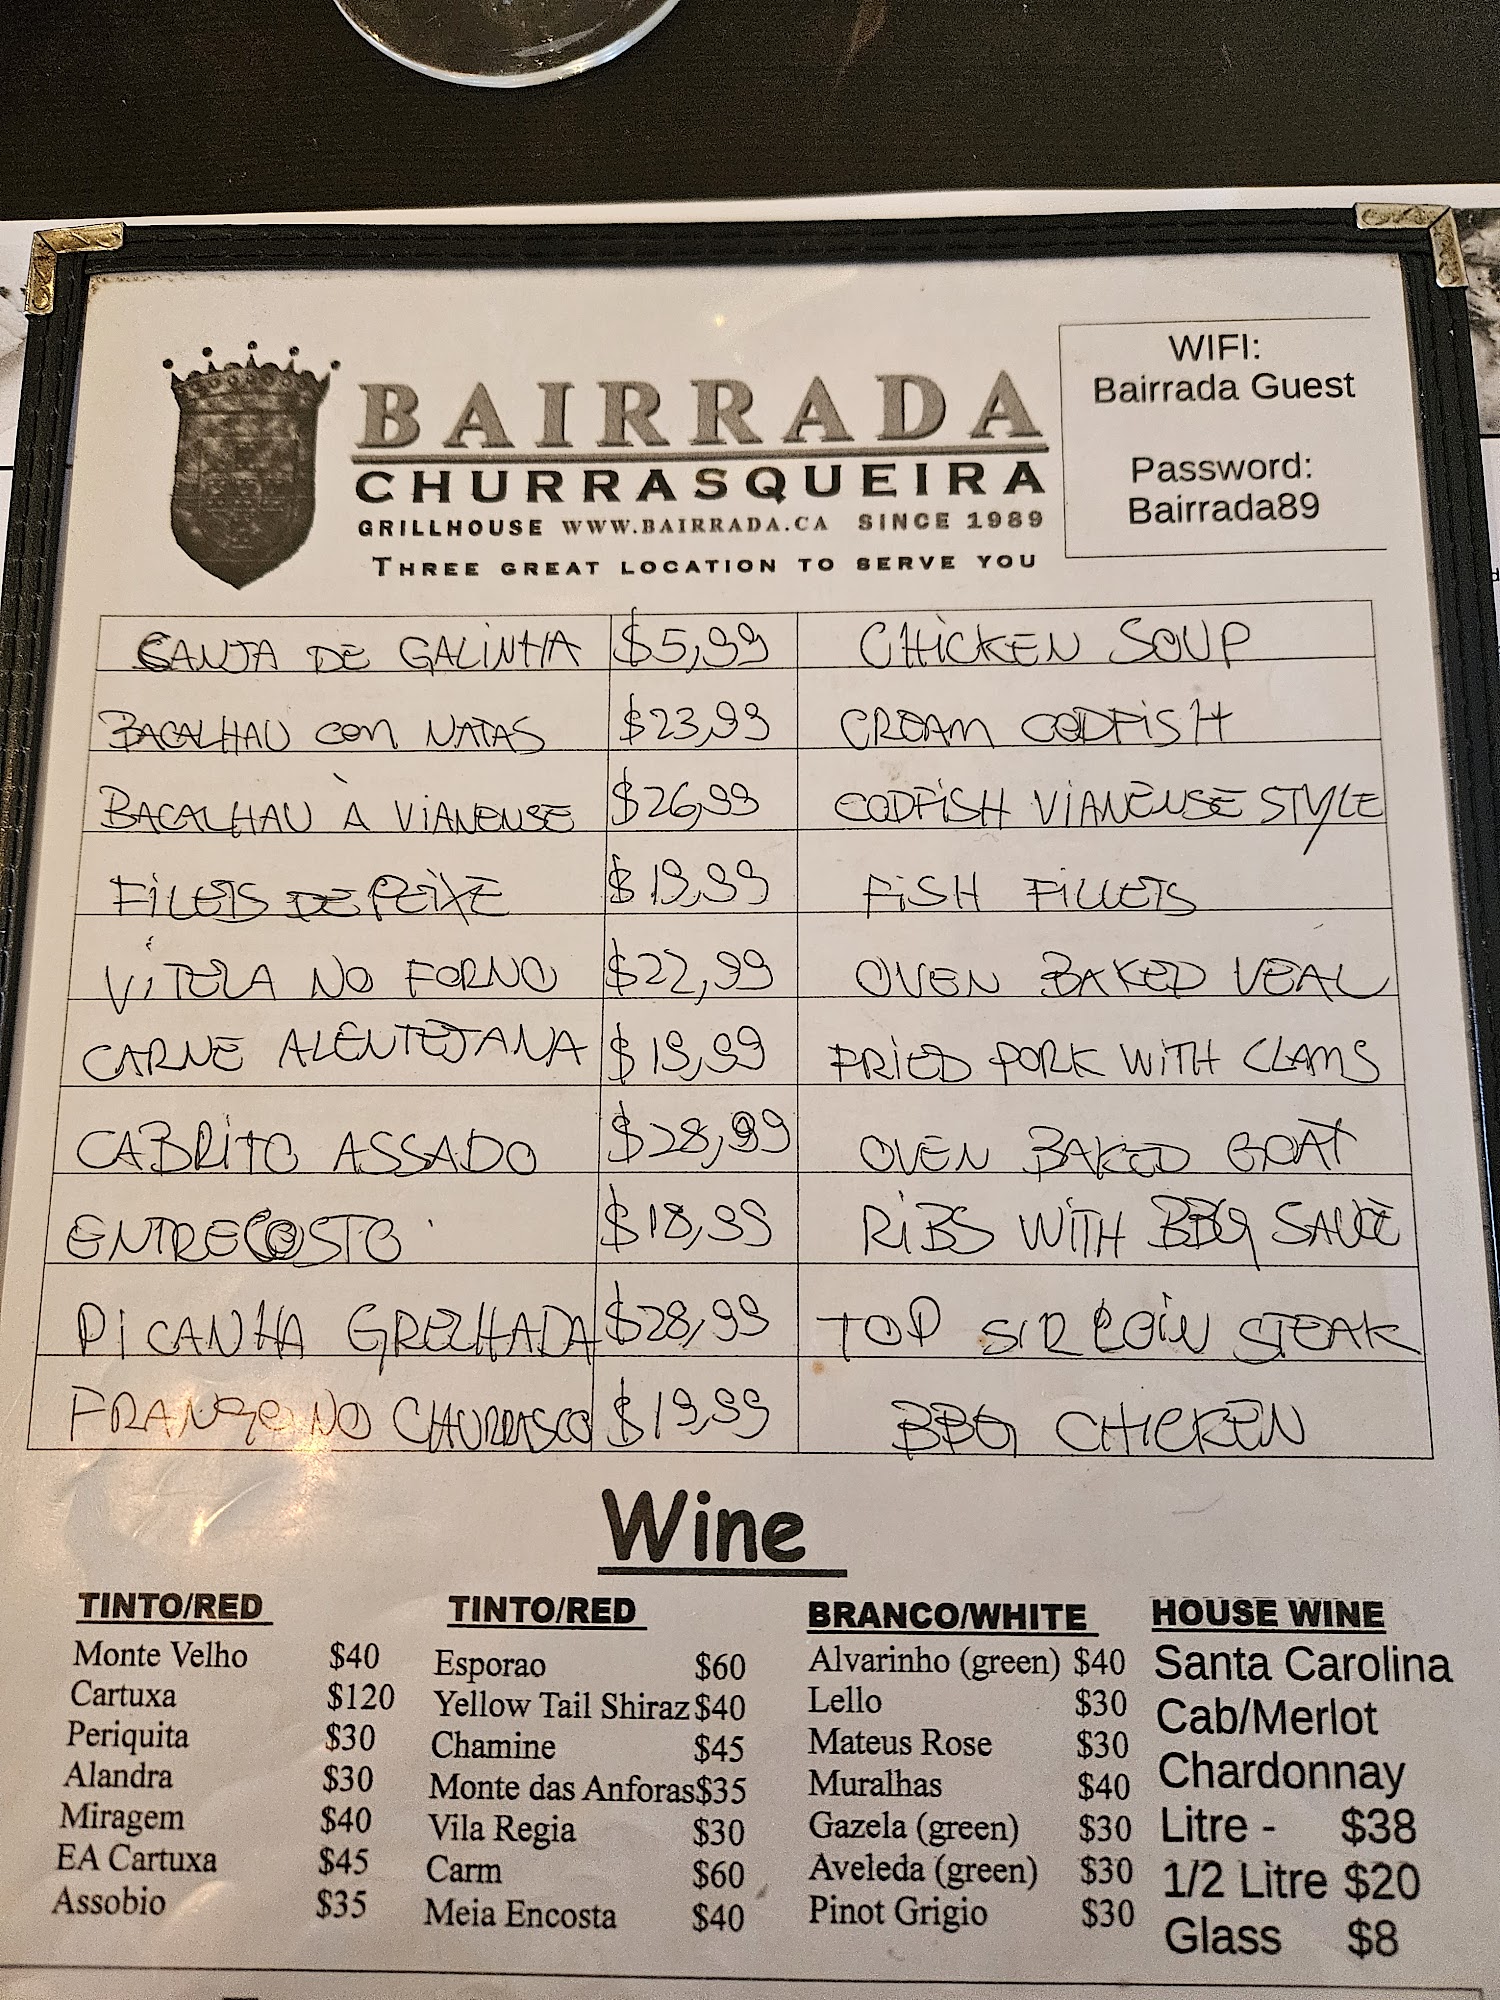 BAIRRADA
CHURRASQUEIRA
GRILLHOUSE WWW.BAIRRADA.CA SINCE 1989
THREE GREAT LOCATION TO SERVE YOU
WIFI:
Bairrada Guest
Password:
Bairrada89
CANJA DE GALINHA $5,99 CHICKEN SOUP
BACALHAU COM NATAS $23,99 CREAM CODFISH
BACALHAU À VIANENSE $26,99 CODFISH VIANENSE STYLE
FILETS DE PEIXE $19,99 FISH FILLETS
VITELA NO FORNO $22,99 OVEN BAKED VEAL
CARNE ALENTEJANA $19,99 FRIED PORK WITH CLAMS
CABRITO ASSADO $28,99 OVEN BAKED GOAT
ENTRECOSTO $18,99 RIBS WITH BBQ SAUCE
PICANHA GRELHADA $28,99 TOP SIRLOIN STEAK
FRANGO NO CHURRASCO $19,99 BBQ CHICKEN
Wine
TINTO/RED
Monte Velho $40
Cartuxa $120
Periquita $30
Alandra $30
Miragem $40
EA Cartuxa $45
Assobio $35
TINTO/RED
Esporao $60
Yellow Tail Shiraz $40
Chamine $45
Monte das Anforas $35
Vila Regia $30
Carm $60
Meia Encosta $40
BRANCO/WHITE
Alvarinho (green) $40
Lello $30
Mateus Rose $30
Muralhas $40
Gazela (green) $30
Aveleda (green) $30
Pinot Grigio $30
HOUSE WINE
Santa Carolina
Cab/Merlot
Chardonnay
Litre - $38
1/2 Litre $20
Glass $8